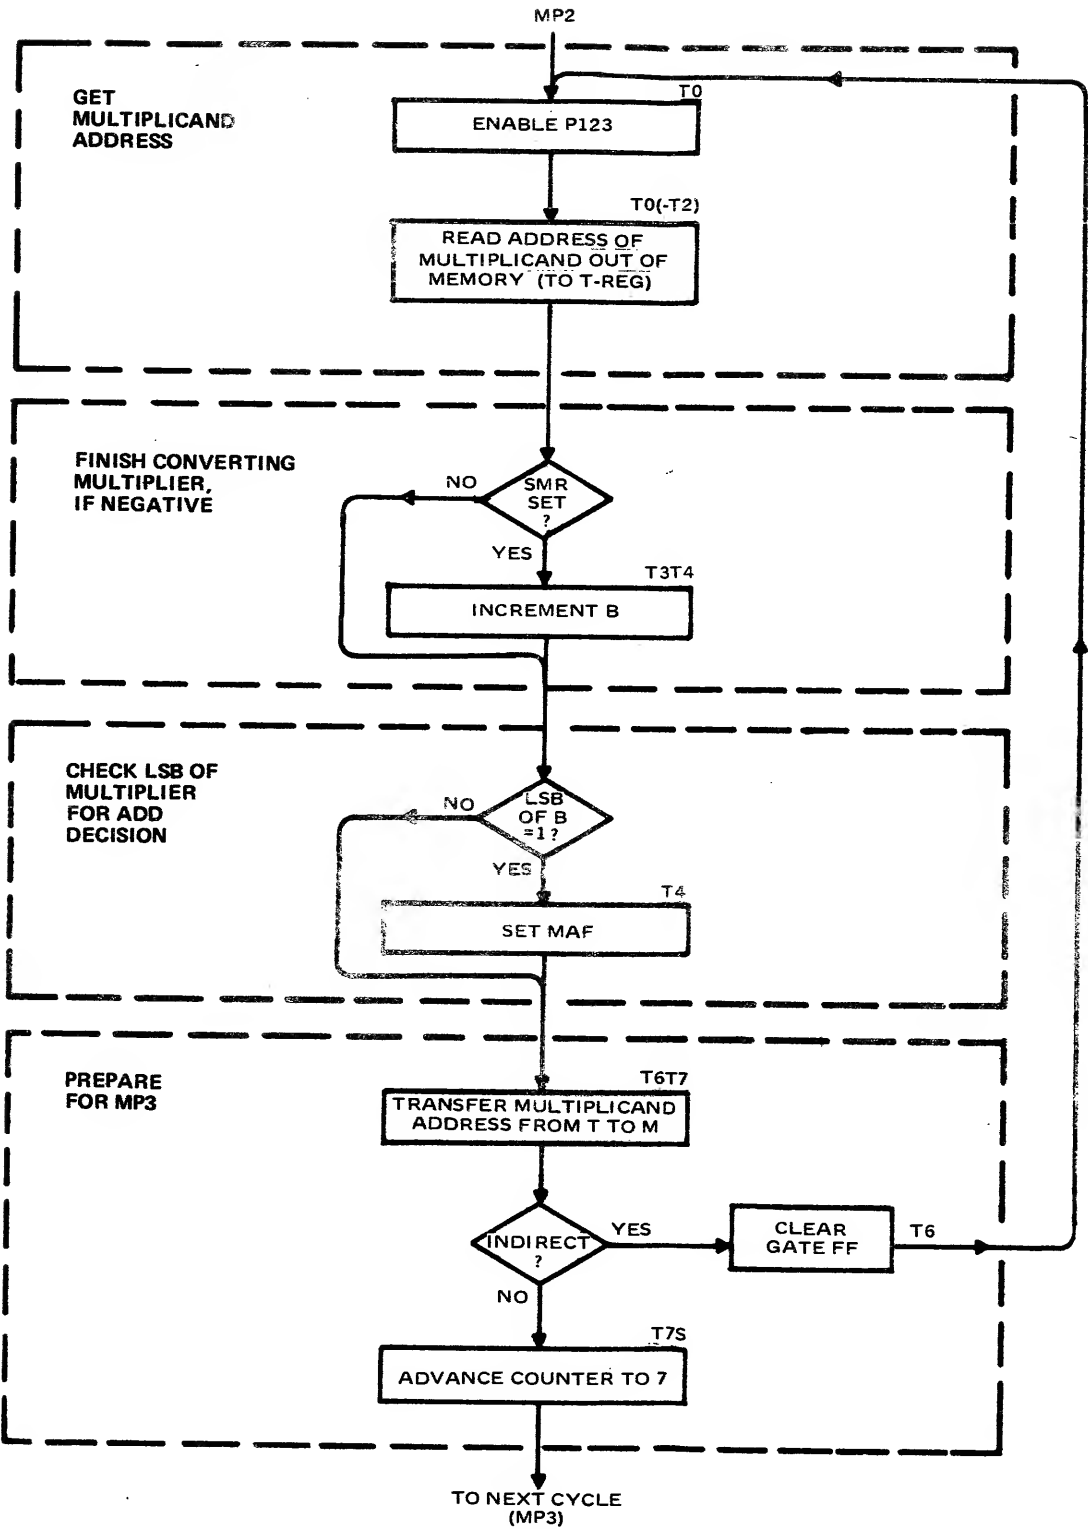 MP2
GET
MULTIPLICAND
ADDRESS
T0
ENABLE P123
T0(-T2)
READ ADDRESS OF
MULTIPLICAND OUT OF
MEMORY (TO T-REG)
FINISH CONVERTING
MULTIPLIER,
IF NEGATIVE
NO
SMR
SET
?
YES
T3T4
INCREMENT B
CHECK LSB OF
MULTIPLIER
FOR ADD
DECISION
NO
LSB
OF B
=1?
YES
T4
SET MAF
PREPARE
FOR MP3
T6T7
TRANSFER MULTIPLICAND
ADDRESS FROM T TO M
INDIRECT
?
YES
CLEAR
GATE FF
T6
NO
T7S
ADVANCE COUNTER TO 7
TO NEXT CYCLE
(MP3)